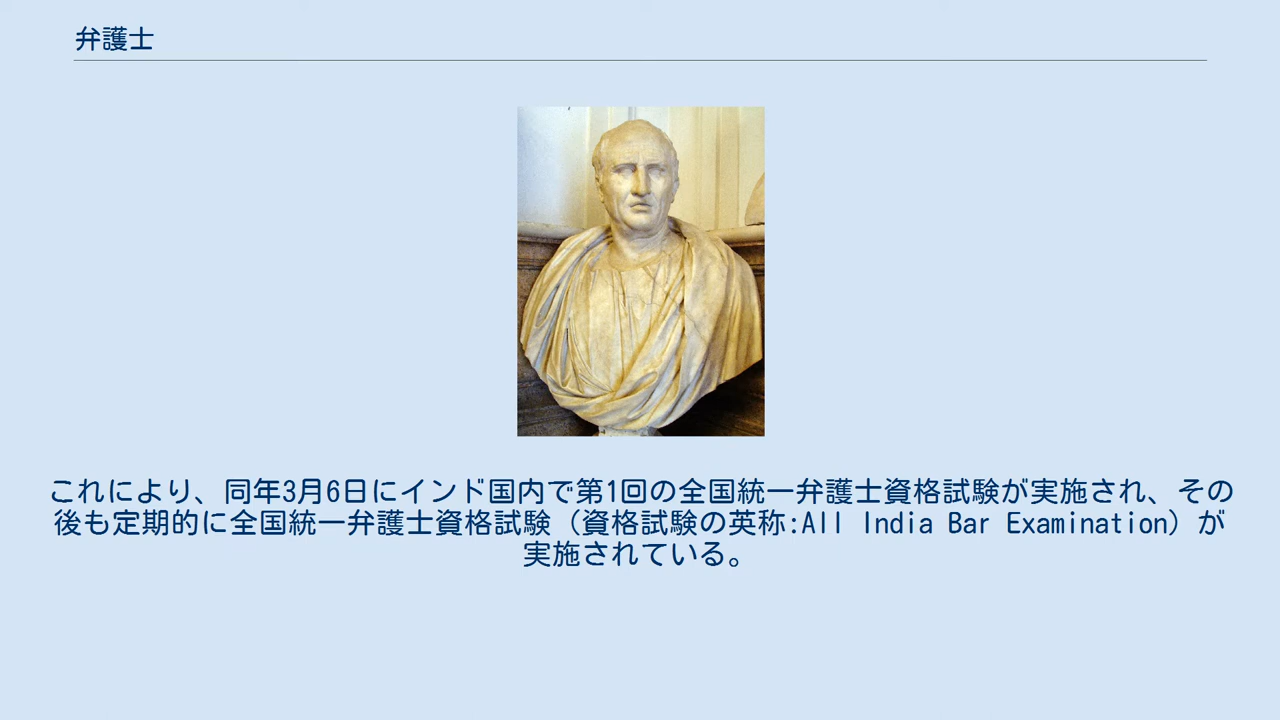 弁護士
これにより、同年3月6日にインド国内で第1回の全国統一弁護士資格試験が実施され、その
後も定期的に全国統一弁護士資格試験（資格試験の英称:All India Bar Examination）が
実施されている。